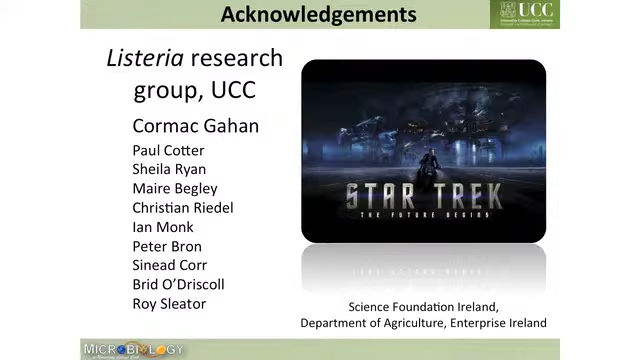 Acknowledgements
UCC
Listeria research
group, UCC
Cormac Gahan
Paul Cotter
Sheila Ryan
Maire Begley
Christian Riedel
Ian Monk
Peter Bron
Sinead Corr
Brid O’Driscoll
Roy Sleator
STAR TREK
THE FUTURE BEGINS
Science Foundation Ireland,
Department of Agriculture, Enterprise Ireland
MICROBIOLOGY